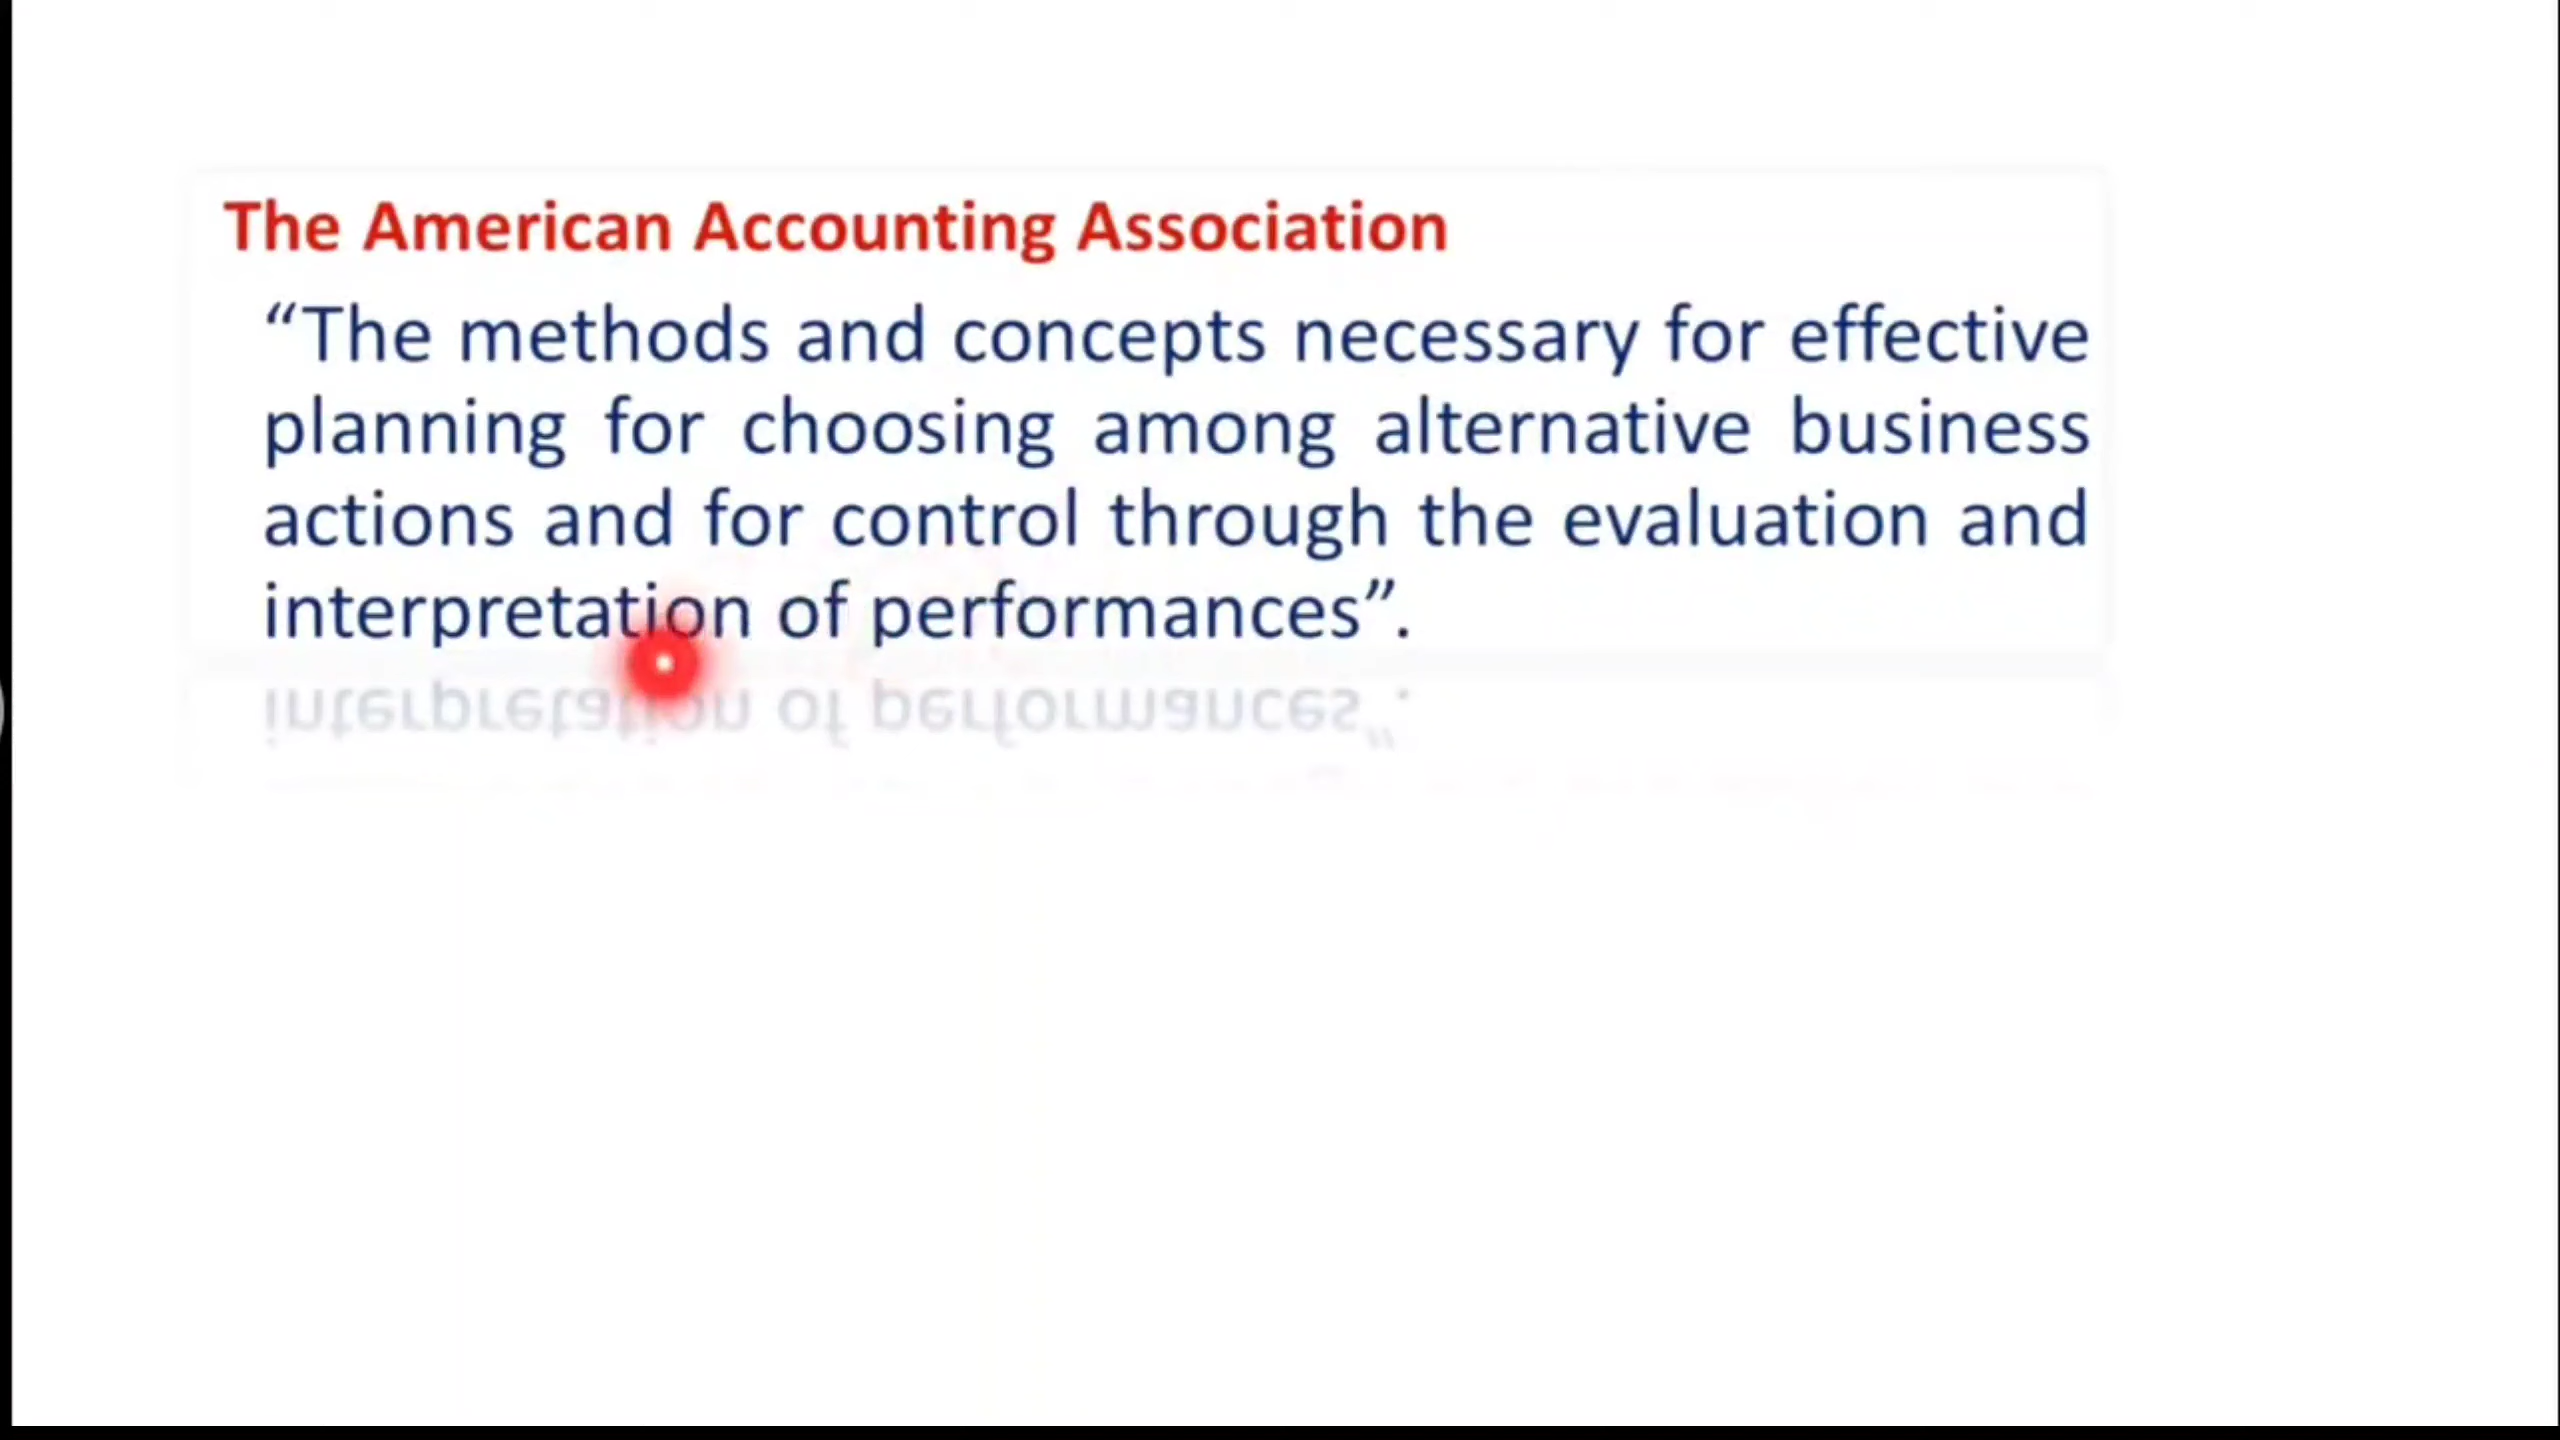 The American Accounting Association
“The methods and concepts necessary for effective
planning for choosing among alternative business
actions and for control through the evaluation and
interpretation of performances”.